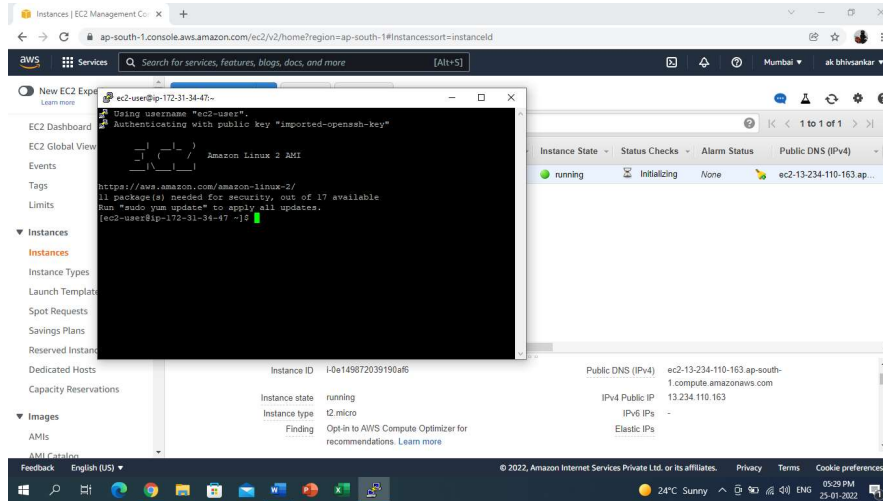 Instances | EC2 Management Con
ap-south-1.console.aws.amazon.com/ec2/v2/home?region=ap-south-1#Instances:sort=instanceId
aws
Services
Search for services, features, blogs, docs, and more
[Alt+S]
Mumbai
ak bhivsankar
New EC2 Expe
Learn more
EC2 Dashboard
EC2 Global View
Events
Tags
Limits
Instances
Instances
Instance Types
Launch Template
Spot Requests
Savings Plans
Reserved Instanc
Dedicated Hosts
Capacity Reservations
Images
AMIs
AMI Catalog
ec2-user@ip-172-31-34-47:~
Using username "ec2-user".
Authenticating with public key "imported-openssh-key"
Amazon Linux 2 AMI
https://aws.amazon.com/amazon-linux-2/
11 package(s) needed for security, out of 17 available
Run "sudo yum update" to apply all updates.
[ec2-user@ip-172-31-34-47 ~]$
1 to 1 of 1
Instance State
Status Checks
Alarm Status
Public DNS (IPv4)
running
Initializing
None
ec2-13-234-110-163.ap...
Instance ID
i-0e149872039190af6
Instance state
running
Instance type
t2.micro
Finding
Opt-in to AWS Compute Optimizer for
recommendations. Learn more
Public DNS (IPv4)
ec2-13-234-110-163.ap-south-
1.compute.amazonaws.com
IPv4 Public IP
13.234.110.163
IPv6 IPs
-
Elastic IPs
Feedback
English (US)
© 2022, Amazon Internet Services Private Ltd. or its affiliates.
Privacy
Terms
Cookie preferences
24°C Sunny
ENG
05:29 PM
25-01-2022